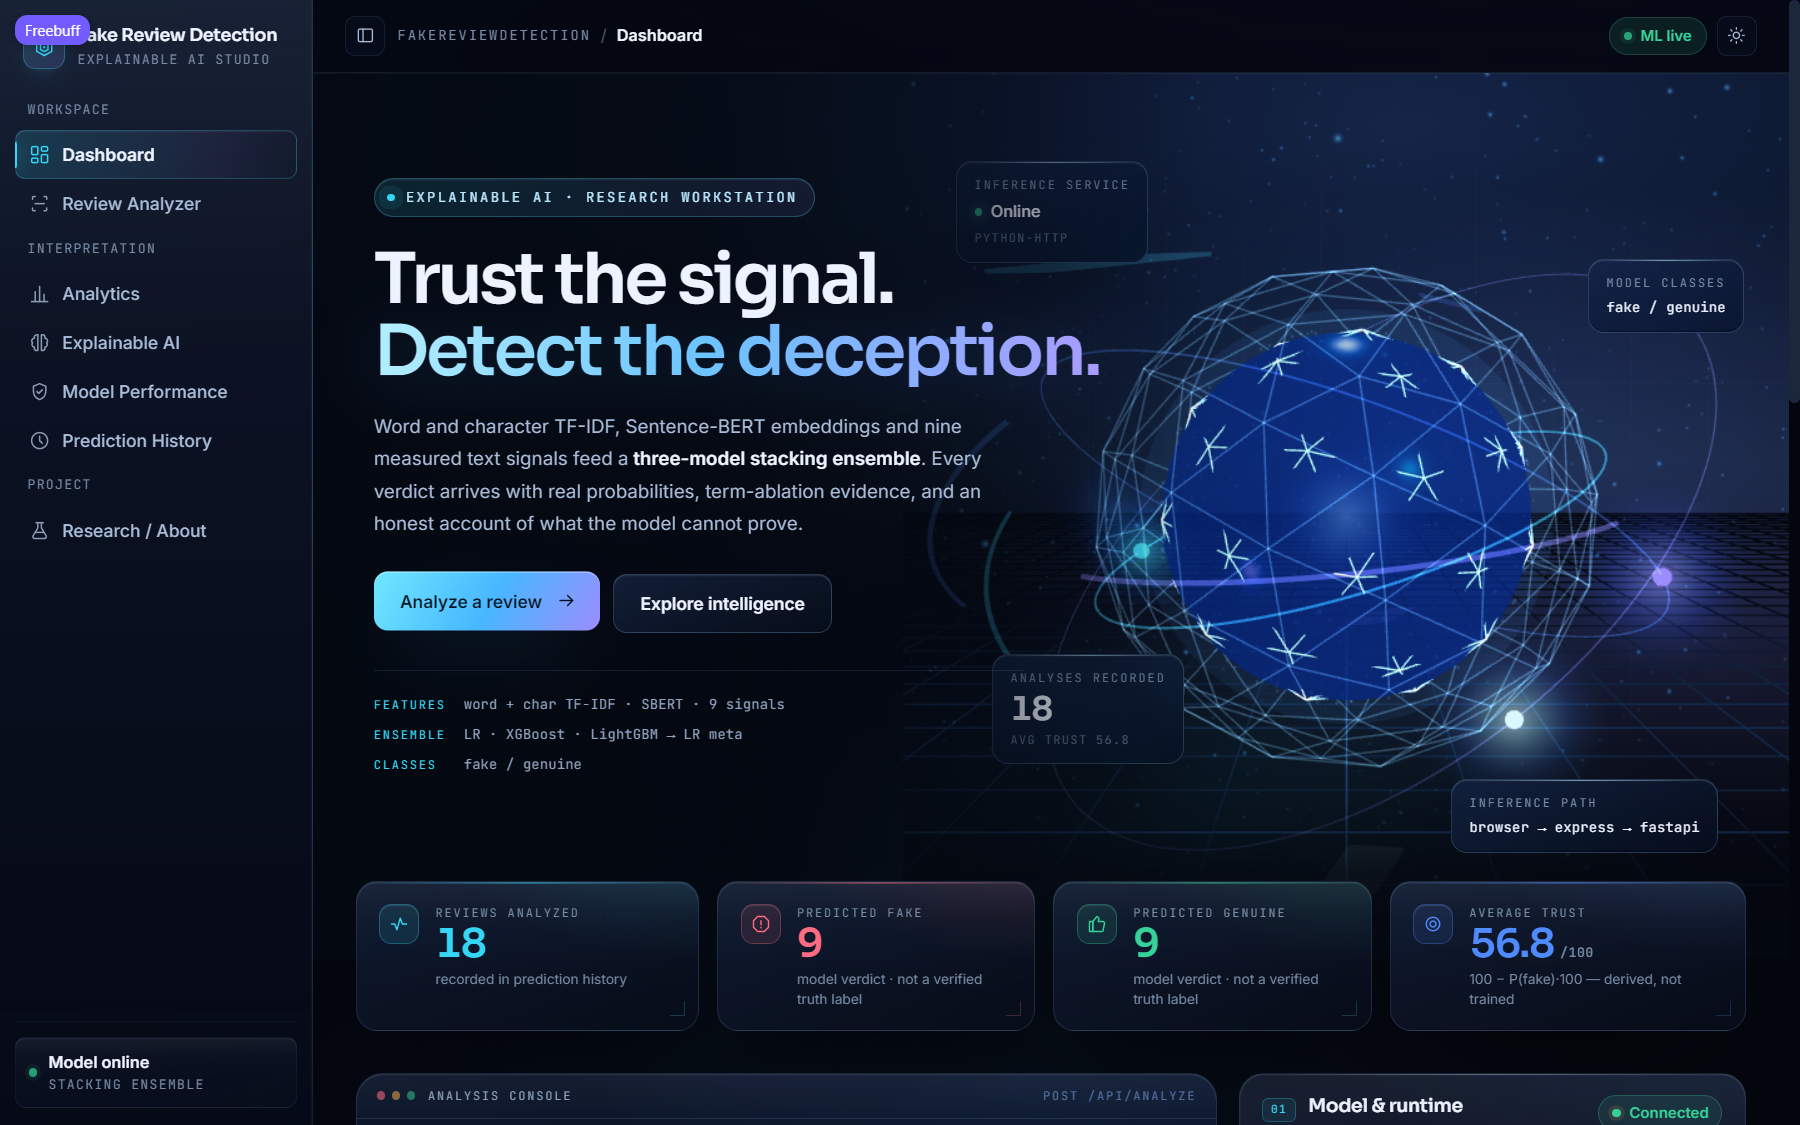 Freebuff
ake Review Detection
EXPLAINABLE AI STUDIO
WORKSPACE
Dashboard
Review Analyzer
INTERPRETATION
Analytics
Explainable AI
Model Performance
Prediction History
PROJECT
Research / About
Model online
STACKING ENSEMBLE
FAKEREVIEWDETECTION / Dashboard
ML live
EXPLAINABLE AI · RESEARCH WORKSTATION
Trust the signal.
Detect the deception.
Word and character TF-IDF, Sentence-BERT embeddings and nine
measured text signals feed a three-model stacking ensemble. Every
verdict arrives with real probabilities, term-ablation evidence, and an
honest account of what the model cannot prove.
Analyze a review →
Explore intelligence
FEATURES word + char TF-IDF · SBERT · 9 signals
ENSEMBLE LR · XGBoost · LightGBM → LR meta
CLASSES fake / genuine
INFERENCE SERVICE
Online
PYTHON-HTTP
MODEL CLASSES
fake / genuine
ANALYSES RECORDED
18
AVG TRUST 56.8
INFERENCE PATH
browser → express → fastapi
REVIEWS ANALYZED
18
recorded in prediction history
PREDICTED FAKE
9
model verdict · not a verified
truth label
PREDICTED GENUINE
9
model verdict · not a verified
truth label
AVERAGE TRUST
56.8 /100
100 − P(fake)·100 — derived, not
trained
ANALYSIS CONSOLE
POST /API/ANALYZE
01
Model & runtime
Connected